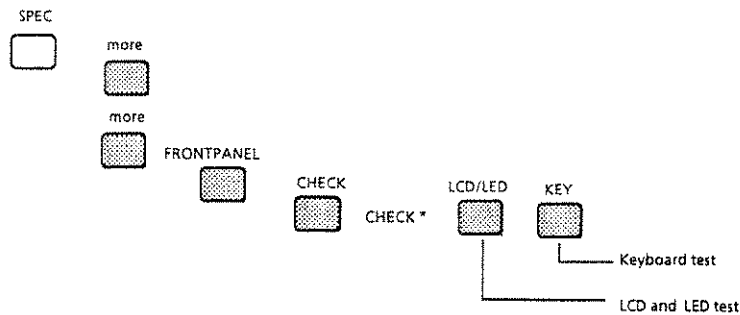 SPEC
more
more
FRONTPANEL
CHECK
CHECK *
LCD/LED
KEY
Keyboard test
LCD and LED test